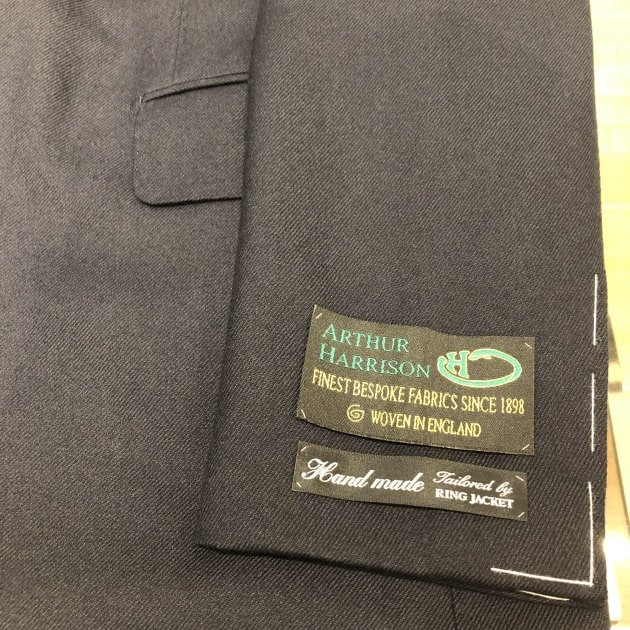 ARTHUR
HARRISON
H
FINEST BESPOKE FABRICS SINCE 1898
WOVEN IN ENGLAND
Hand made Tailored by
RING JACKET